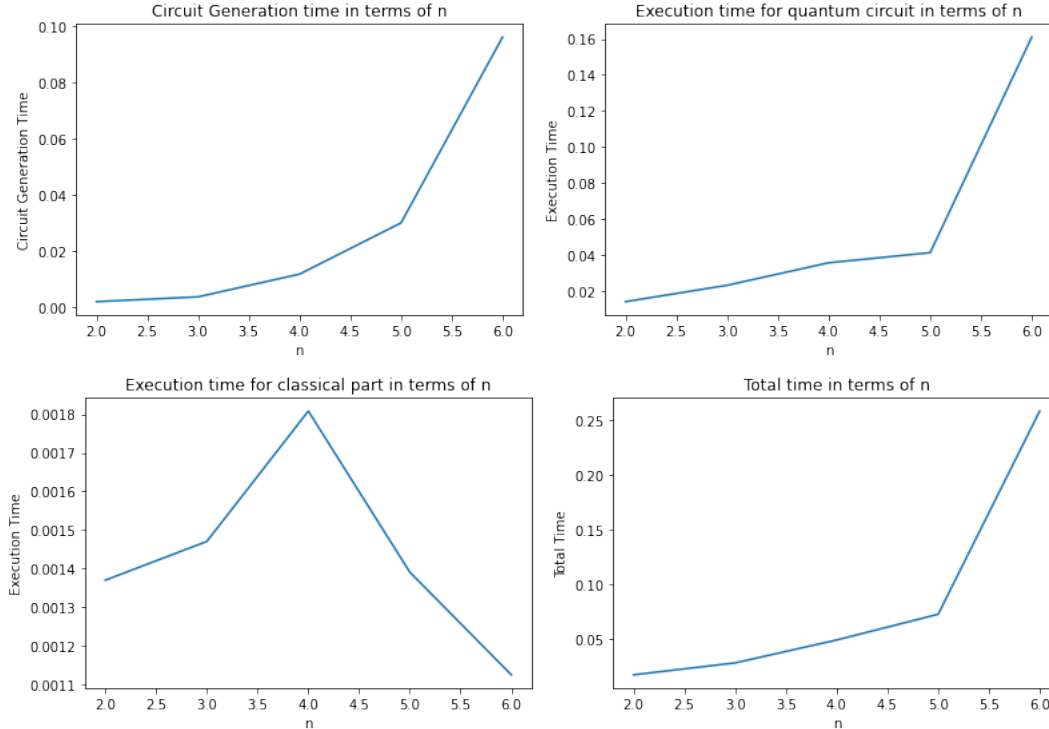 Circuit Generation time in terms of n
Circuit Generation Time
0.10
0.08
0.06
0.04
0.02
0.00
2.0 2.5 3.0 3.5 4.0 4.5 5.0 5.5 6.0
n
Execution time for quantum circuit in terms of n
Execution Time
0.16
0.14
0.12
0.10
0.08
0.06
0.04
0.02
2.0 2.5 3.0 3.5 4.0 4.5 5.0 5.5 6.0
n
Execution time for classical part in terms of n
Execution Time
0.0018
0.0017
0.0016
0.0015
0.0014
0.0013
0.0012
0.0011
2.0 2.5 3.0 3.5 4.0 4.5 5.0 5.5 6.0
n
Total time in terms of n
Total Time
0.25
0.20
0.15
0.10
0.05
2.0 2.5 3.0 3.5 4.0 4.5 5.0 5.5 6.0
n